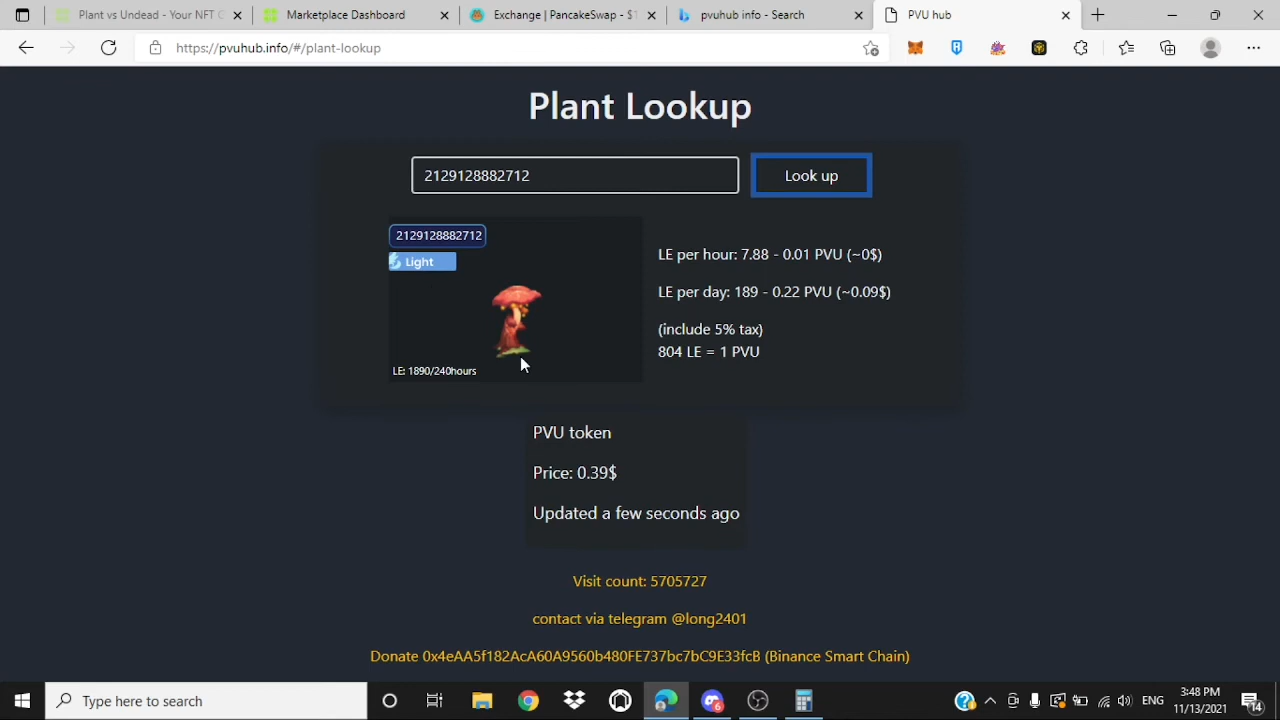 Plant vs Undead - Your NFT G
Marketplace Dashboard
Exchange | PancakeSwap - $1
pvuhub info - Search
PVU hub
https://pvuhub.info/#/plant-lookup
Plant Lookup
2129128882712
Look up
2129128882712
Light
LE: 1890/240hours
LE per hour: 7.88 - 0.01 PVU (~0$)
LE per day: 189 - 0.22 PVU (~0.09$)
(include 5% tax)
804 LE = 1 PVU
PVU token
Price: 0.39$
Updated a few seconds ago
Visit count: 5705727
contact via telegram @long2401
Donate 0x4eAA5f182AcA60A9560b480FE737bc7bC9E33fcB (Binance Smart Chain)
Type here to search
6
ENG
3:48 PM
11/13/2021
14